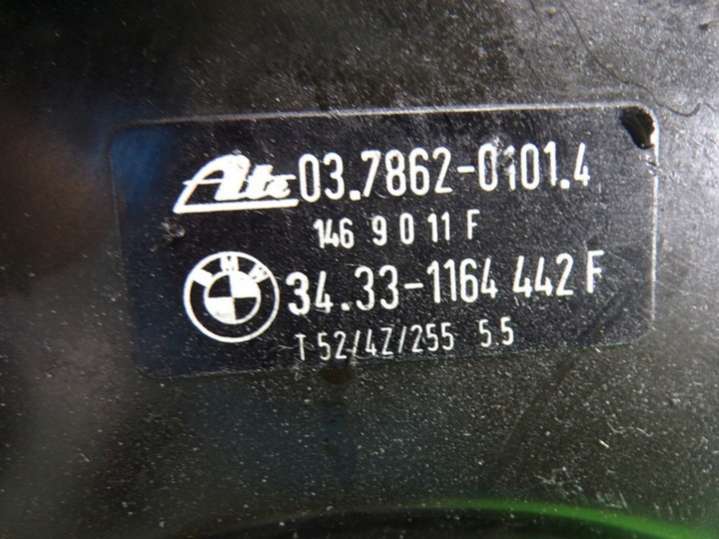 Ate 03.7862-0101.4
146 9 0 11 F
BMW 34.33-1164 442 F
T 52/4Z/255 5.5